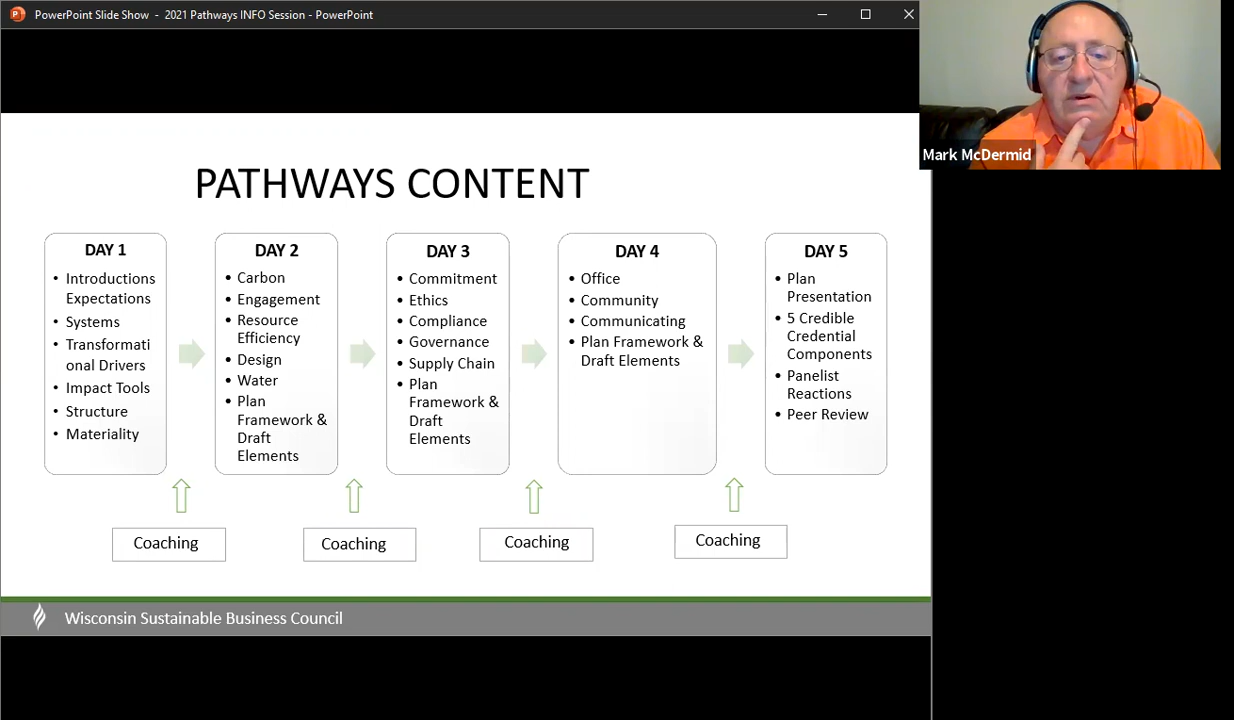 PowerPoint Slide Show - 2021 Pathways INFO Session - PowerPoint
Mark McDermid
PATHWAYS CONTENT
DAY 1
• Introductions
Expectations
• Systems
• Transformati
onal Drivers
• Impact Tools
• Structure
• Materiality
DAY 2
• Carbon
• Engagement
• Resource
Efficiency
• Design
• Water
• Plan
Framework &
Draft
Elements
DAY 3
• Commitment
• Ethics
• Compliance
• Governance
• Supply Chain
• Plan
Framework &
Draft
Elements
DAY 4
• Office
• Community
• Communicating
• Plan Framework &
Draft Elements
DAY 5
• Plan
Presentation
• 5 Credible
Credential
Components
• Panelist
Reactions
• Peer Review
Coaching
Coaching
Coaching
Coaching
Wisconsin Sustainable Business Council